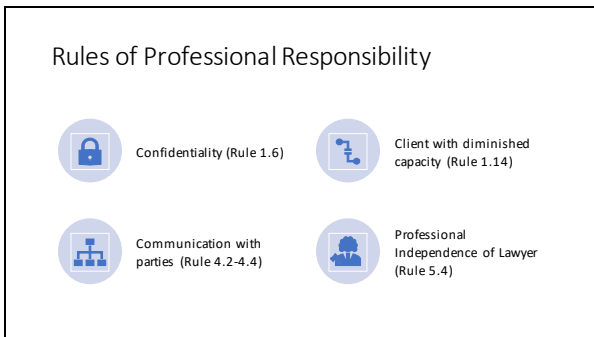 Rules of Professional Responsibility
Confidentiality (Rule 1.6)
Client with diminished
capacity (Rule 1.14)
Communication with
parties (Rule 4.2-4.4)
Professional
Independence of Lawyer
(Rule 5.4)